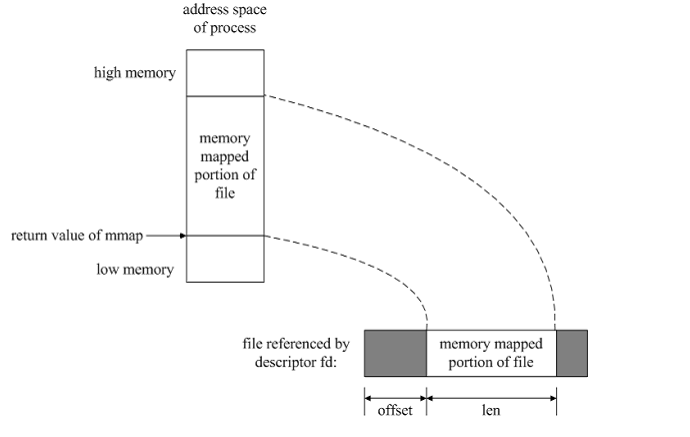 address space
of process
high memory
memory
mapped
portion of
file
return value of mmap
low memory
file referenced by
descriptor fd:
memory mapped
portion of file
offset
len